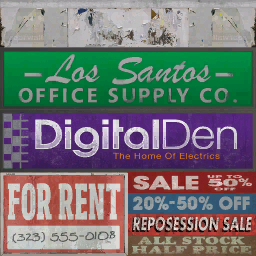 Los Santos
OFFICE SUPPLY CO.
DigitalDen
The Home Of Electrics
FOR RENT
(323) 555-0108
SALE UP TO 50% OFF
20%-50% OFF
REPOSESSION SALE
ALL STOCK
HALF PRICE